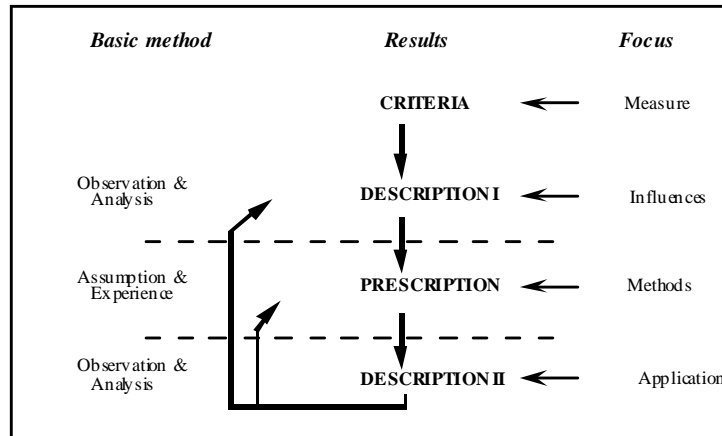 Basic method Results Focus
CRITERIA Measure
Observation &
Analysis
DESCRIPTION I Influences
Assumption &
Experience
PRESCRIPTION Methods
Observation &
Analysis
DESCRIPTION II Application